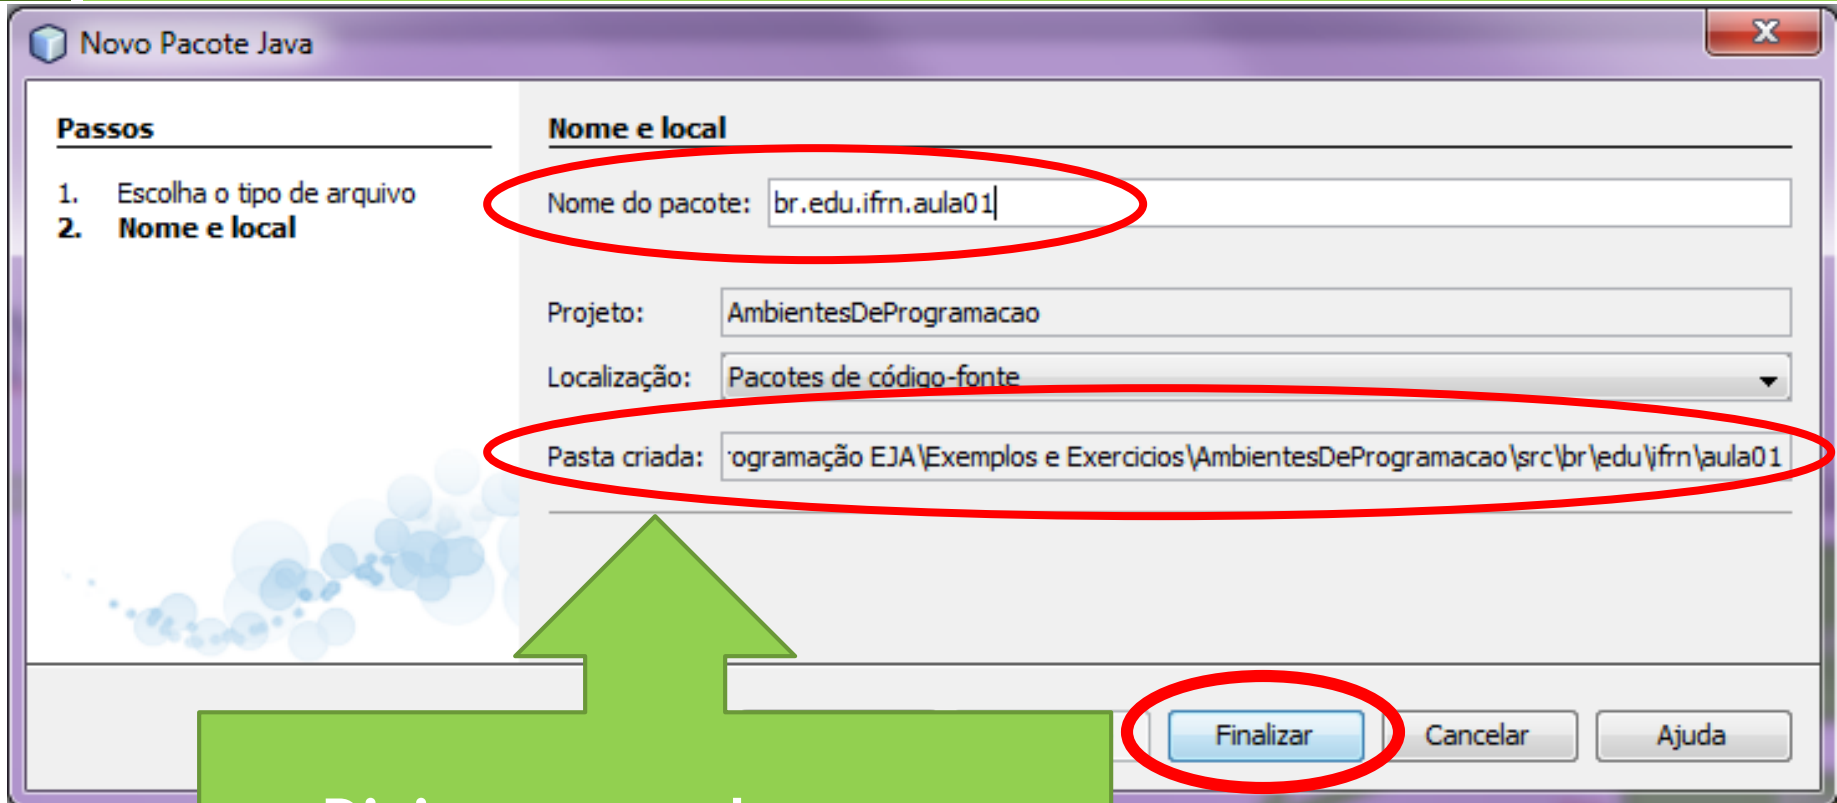 Novo Pacote Java
X
Passos
1. Escolha o tipo de arquivo
2. Nome e local
Nome e local
Nome do pacote: br.edu.ifrn.aula01
Projeto: AmbientesDeProgramacao
Localização: Pacotes de código-fonte
Pasta criada: ogramação EJA\Exemplos e Exercicios\AmbientesDeProgramacao\src\br\edu\ifrn\aula01
Finalizar Cancelar Ajuda